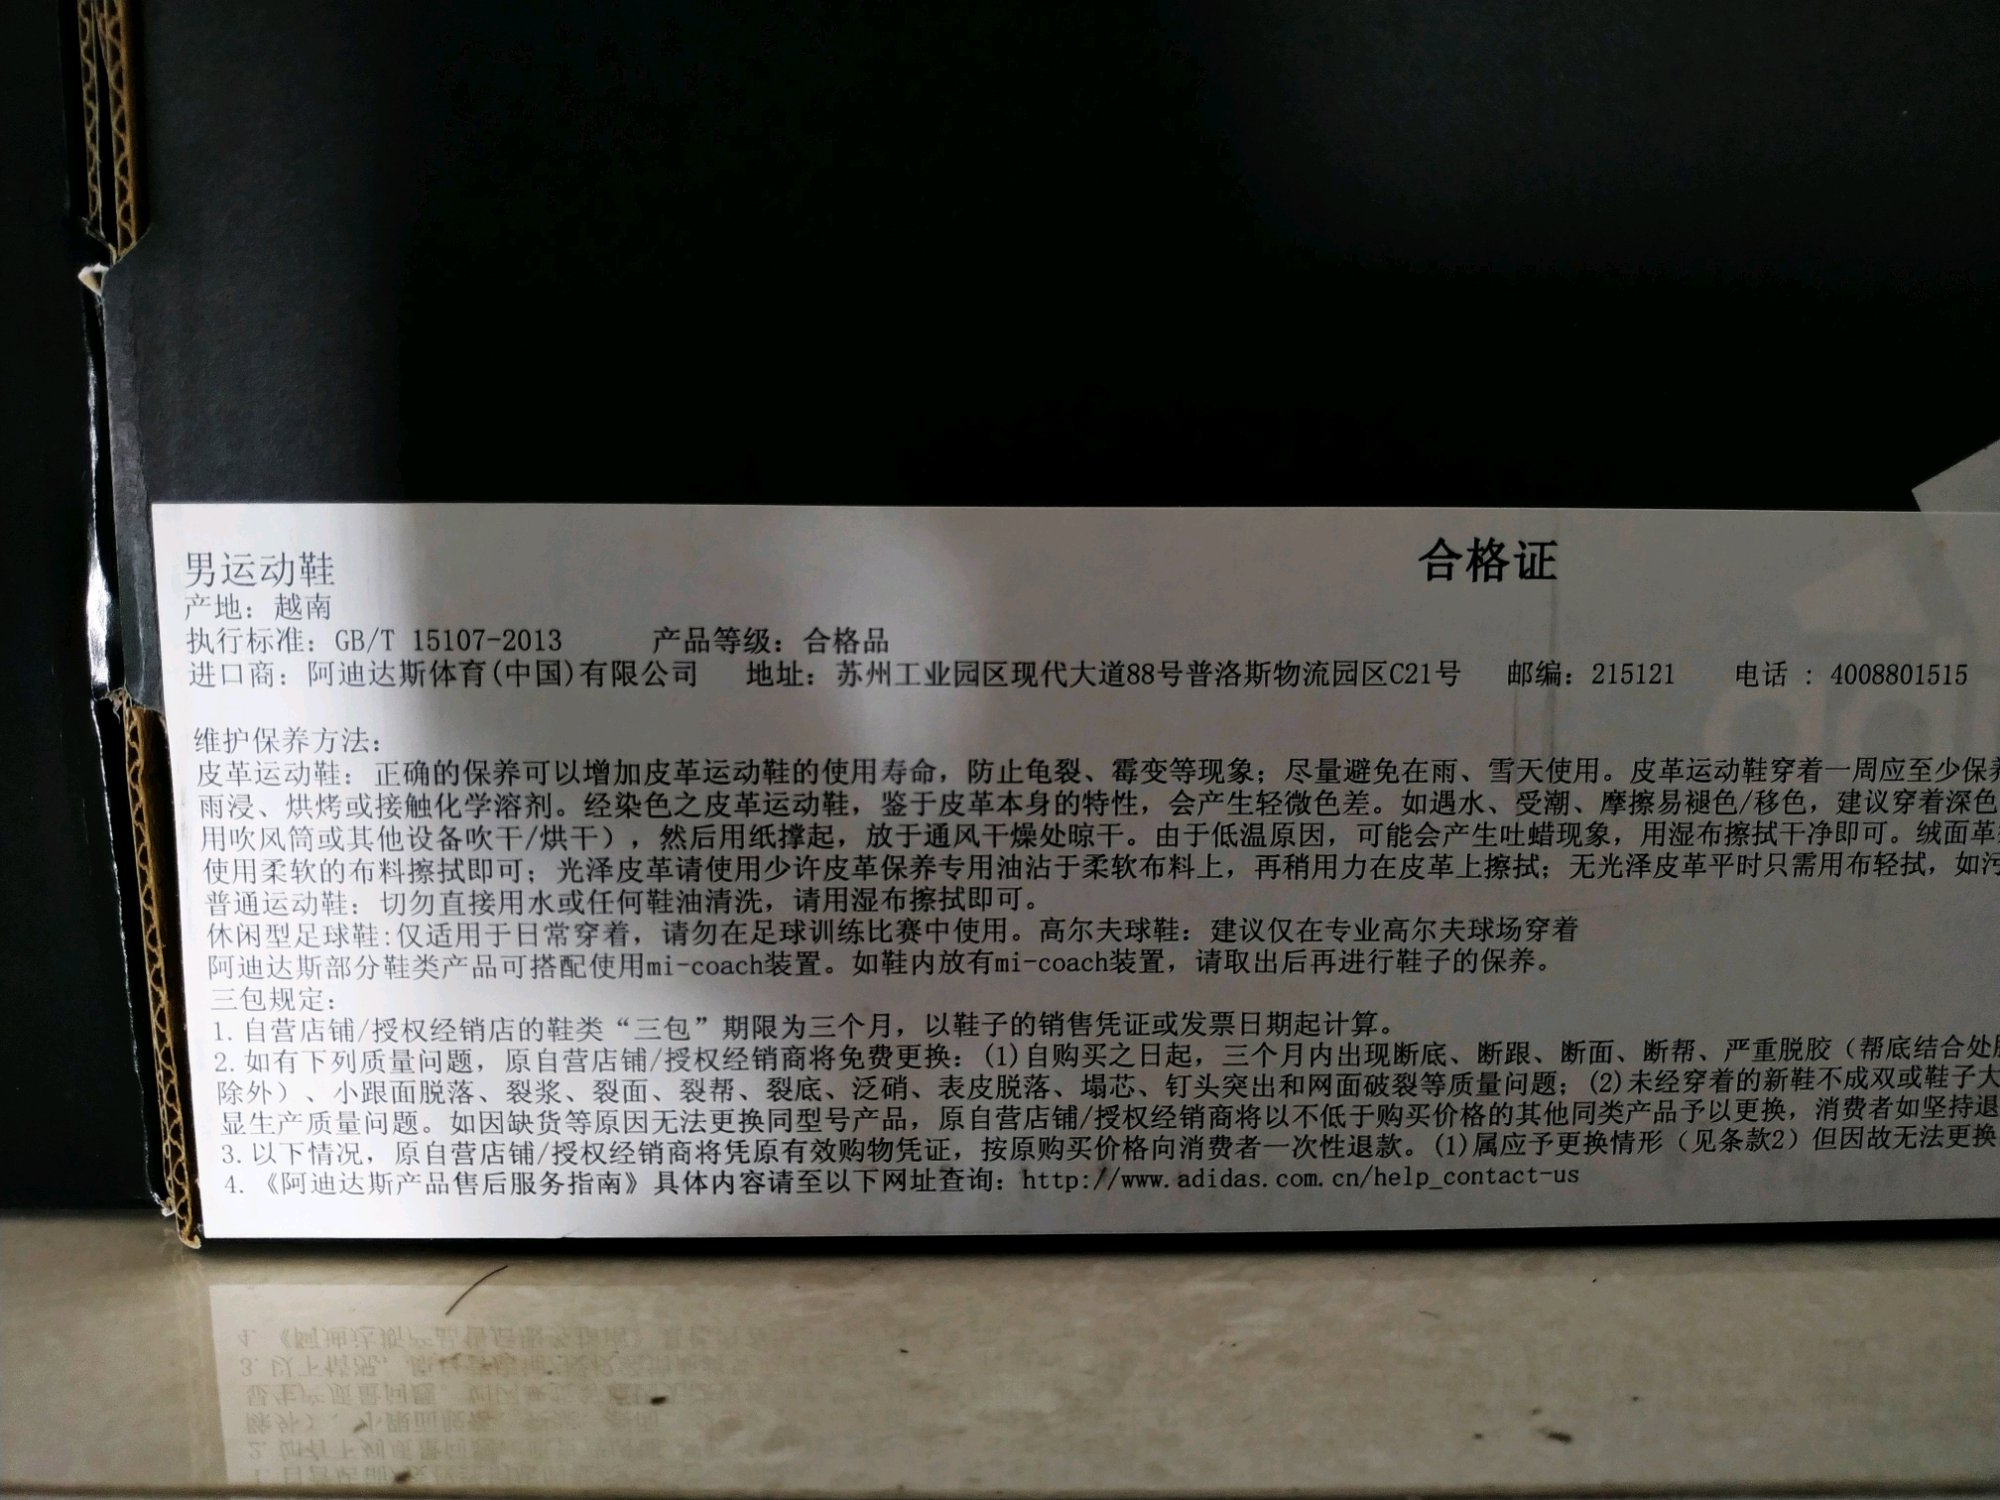 合格证
男运动鞋
产地：越南
执行标准：GB/T 15107-2013 产品等级：合格品
进口商：阿迪达斯体育(中国)有限公司 地址：苏州工业园区现代大道88号普洛斯物流园区C21号 邮编：215121 电话 : 4008801515
维护保养方法：
皮革运动鞋：正确的保养可以增加皮革运动鞋的使用寿命，防止龟裂、霉变等现象；尽量避免在雨、雪天使用。皮革运动鞋穿着一周应至少保养
雨浸、烘烤或接触化学溶剂。经染色之皮革运动鞋，鉴于皮革本身的特性，会产生轻微色差。如遇水、受潮、摩擦易褪色/移色，建议穿着深色
用吹风筒或其他设备吹干/烘干），然后用纸撑起，放于通风干燥处晾干。由于低温原因，可能会产生吐蜡现象，用湿布擦拭干净即可。绒面革
使用柔软的布料擦拭即可；光泽皮革请使用少许皮革保养专用油沾于柔软布料上，再稍用力在皮革上擦拭；无光泽皮革平时只需用布轻拭，如污
普通运动鞋：切勿直接用水或任何鞋油清洗，请用湿布擦拭即可。
休闲型足球鞋:仅适用于日常穿着，请勿在足球训练比赛中使用。高尔夫球鞋：建议仅在专业高尔夫球场穿着
阿迪达斯部分鞋类产品可搭配使用mi-coach装置。如鞋内放有mi-coach装置，请取出后再进行鞋子的保养。
三包规定：
1.自营店铺/授权经销店的鞋类“三包”期限为三个月，以鞋子的销售凭证或发票日期起计算。
2.如有下列质量问题，原自营店铺/授权经销商将免费更换：(1)自购买之日起，三个月内出现断底、断跟、断面、断帮、严重脱胶（帮底结合处脱
除外）、小跟面脱落、裂浆、裂面、裂帮、裂底、泛硝、表皮脱落、塌芯、钉头突出和网面破裂等质量问题；(2)未经穿着的新鞋不成双或鞋子大
显生产质量问题。如因缺货等原因无法更换同型号产品，原自营店铺/授权经销商将以不低于购买价格的其他同类产品予以更换，消费者如坚持退
3.以下情况，原自营店铺/授权经销商将凭原有效购物凭证，按原购买价格向消费者一次性退款。(1)属应予更换情形（见条款2）但因故无法更换
4.《阿迪达斯产品售后服务指南》具体内容请至以下网址查询：http://www.adidas.com.cn/help_contact-us